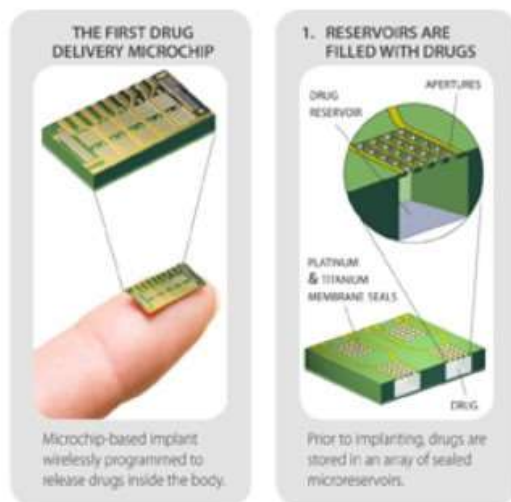 THE FIRST DRUG
DELIVERY MICROCHIP
Microchip-based implant
wirelessly programmed to
release drugs inside the body.
1. RESERVOIRS ARE
FILLED WITH DRUGS
DRUG
RESERVOIR
APERTURES
PLATINUM
& TITANIUM
MEMBRANE SEALS
DRUG
Prior to implanting, drugs are
stored in an array of sealed
microreservoirs.